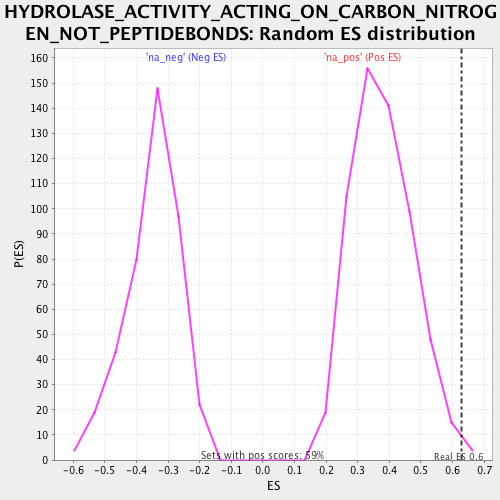 HYDROLASE_ACTIVITY_ACTING_ON_CARBON_NITROG
EN_NOT_PEPTIDEBONDS: Random ES distribution
'na_neg' (Neg ES)
'na_pos' (Pos ES)
160
150
140
130
120
110
100
90
80
70
60
50
40
30
20
10
0
P(ES)
Sets with pos scores: 59%
Real ES 0.6
-0.6 -0.5 -0.4 -0.3 -0.2 -0.1 0.0 0.1 0.2 0.3 0.4 0.5 0.6 0.7
ES